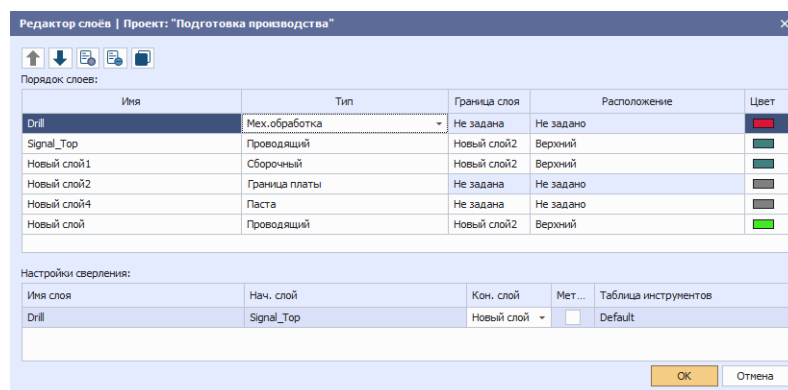 Редактор слоёв | Проект: "Подготовка производства"
Порядок слоев:
Имя Тип Граница слоя Расположение Цвет
Drill Мех.обработка Не задана Не задано
Signal_Top Проводящий Новый слой2 Верхний
Новый слой1 Сборочный Новый слой2 Верхний
Новый слой2 Граница платы Не задана Не задано
Новый слой4 Паста Не задана Не задано
Новый слой Проводящий Новый слой2 Верхний
Настройки сверления:
Имя слоя Нач. слой Кон. слой Мет... Таблица инструментов
Drill Signal_Top Новый слой Default
OK Отмена